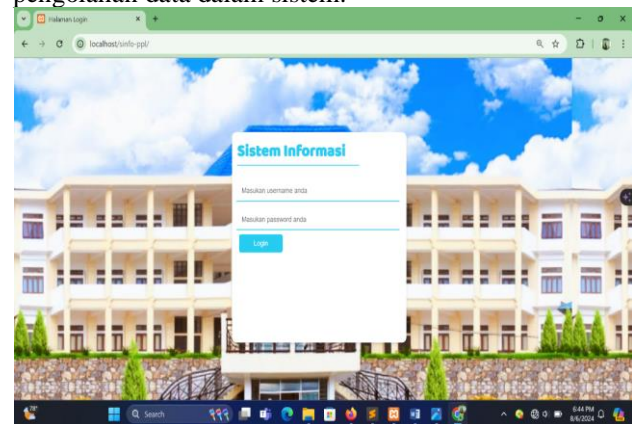 pengolahan data dalam sistem.
Halaman Login
localhost/sinfo-ppl/
Sistem Informasi
Masukan username anda
Masukan password anda
Login
78°
Search
6:44 PM
8/6/2024